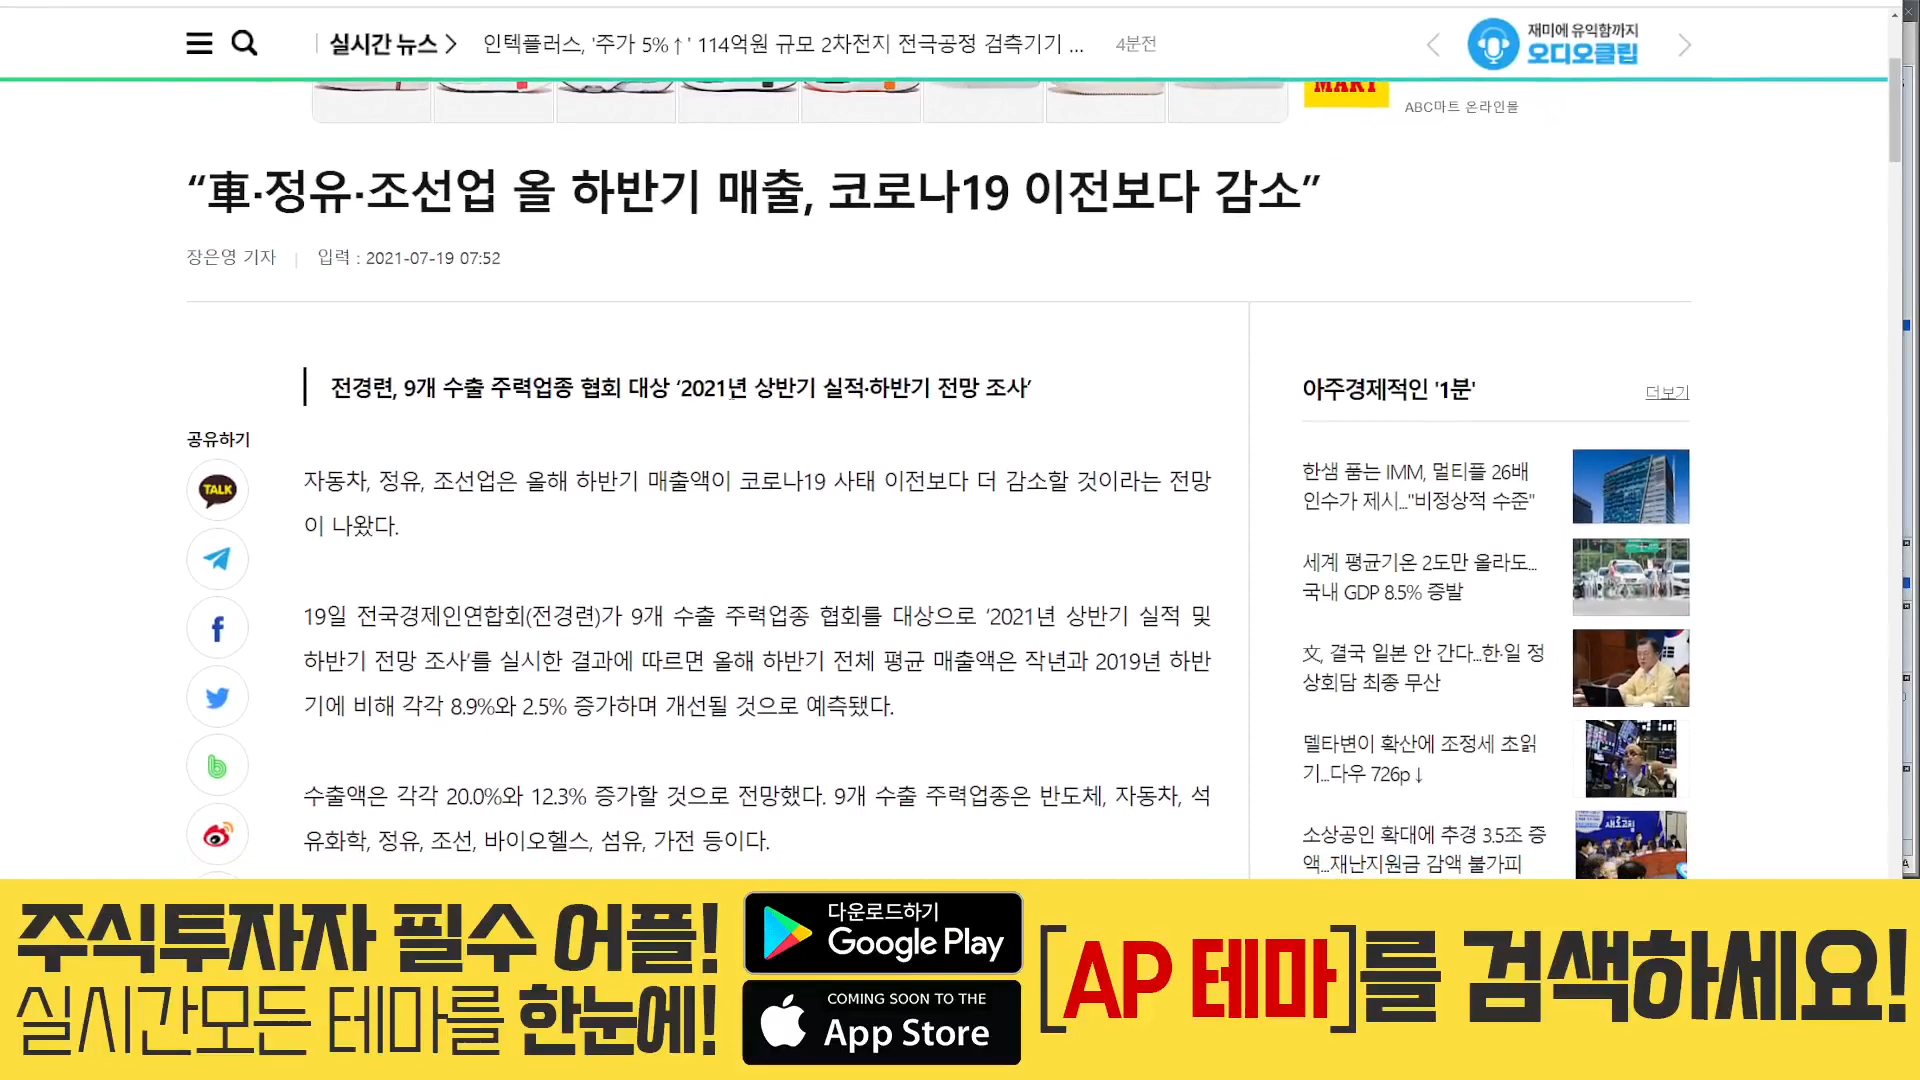 실시간 뉴스 > 인텍플러스, '주가 5%↑' 114억원 규모 2차전지 전극공정 검측기기 ... 4분전
재미에 유익함까지
오디오클립
MART
ABC마트 온라인몰
“車·정유·조선업 올 하반기 매출, 코로나19 이전보다 감소”
장은영 기자 | 입력 : 2021-07-19 07:52
전경련, 9개 수출 주력업종 협회 대상 ‘2021년 상반기 실적·하반기 전망 조사’
공유하기
TALK
자동차, 정유, 조선업은 올해 하반기 매출액이 코로나19 사태 이전보다 더 감소할 것이라는 전망
이 나왔다.
19일 전국경제인연합회(전경련)가 9개 수출 주력업종 협회를 대상으로 ‘2021년 상반기 실적 및
하반기 전망 조사’를 실시한 결과에 따르면 올해 하반기 전체 평균 매출액은 작년과 2019년 하반
기에 비해 각각 8.9%와 2.5% 증가하며 개선될 것으로 예측됐다.
수출액은 각각 20.0%와 12.3% 증가할 것으로 전망했다. 9개 수출 주력업종은 반도체, 자동차, 석
유화학, 정유, 조선, 바이오헬스, 섬유, 가전 등이다.
아주경제적인 '1분'
더보기
한샘 품는 IMM, 멀티플 26배
인수가 제시..."비정상적 수준"
세계 평균기온 2도만 올라도...
국내 GDP 8.5% 증발
文, 결국 일본 안 간다...한·일 정
상회담 최종 무산
델타변이 확산에 조정세 초읽
기...다우 726p↓
소상공인 확대에 추경 3.5조 증
액...재난지원금 감액 불가피
주식투자자 필수 어플!
실시간모든 테마를 한눈에!
다운로드하기
Google Play
COMING SOON TO THE
App Store
[AP 테마]를 검색하세요!